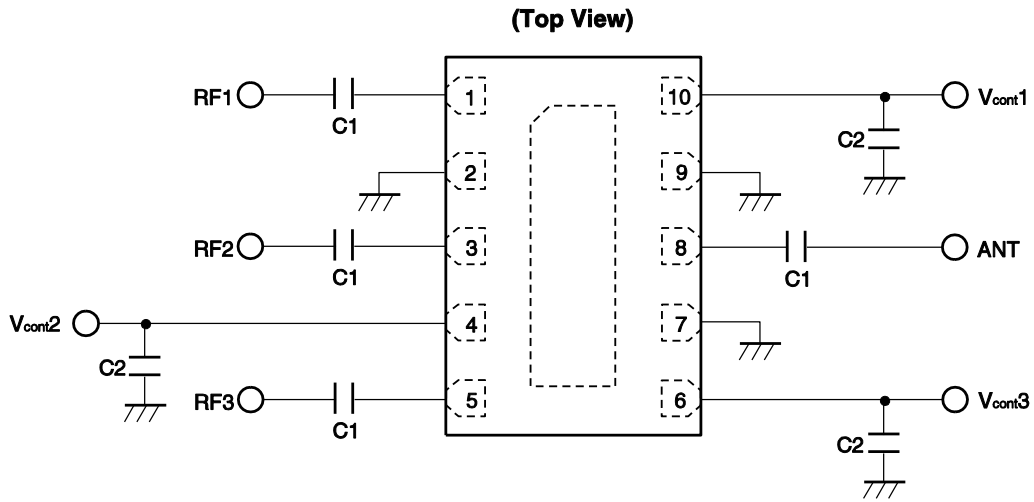 (Top View)
RF1
C1
1
10
Vcont1
C2
2
9
RF2
C1
3
8
C1
ANT
Vcont2
C2
4
7
RF3
C1
5
6
Vcont3
C2